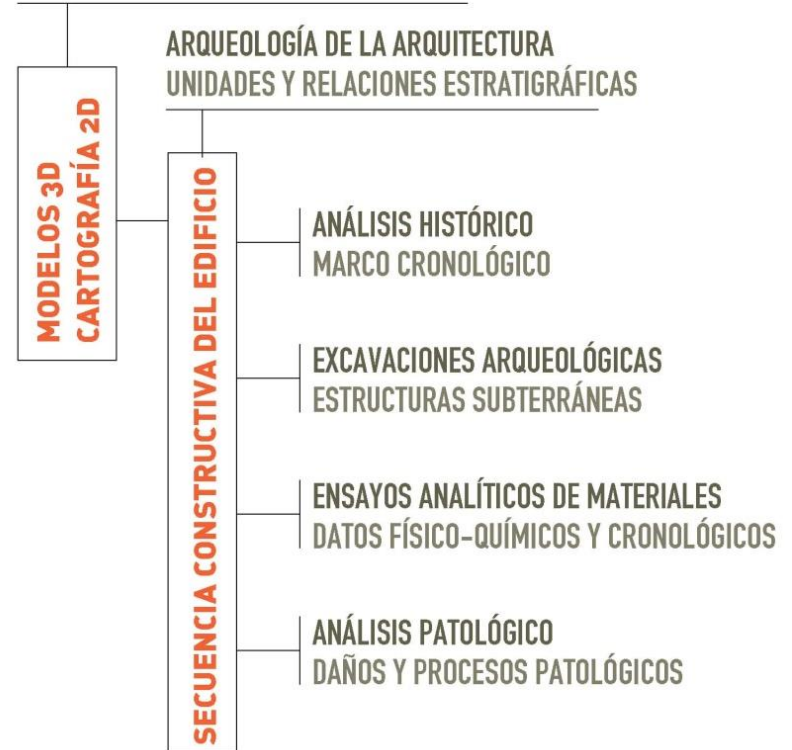 ARQUEOLOGÍA DE LA ARQUITECTURA
UNIDADES Y RELACIONES ESTRATIGRÁFICAS
MODELOS 3D
CARTOGRAFÍA 2D
SECUENCIA CONSTRUCTIVA DEL EDIFICIO
ANÁLISIS HISTÓRICO
MARCO CRONOLÓGICO
EXCAVACIONES ARQUEOLÓGICAS
ESTRUCTURAS SUBTERRÁNEAS
ENSAYOS ANALÍTICOS DE MATERIALES
DATOS FÍSICO-QUÍMICOS Y CRONOLÓGICOS
ANÁLISIS PATOLÓGICO
DAÑOS Y PROCESOS PATOLÓGICOS